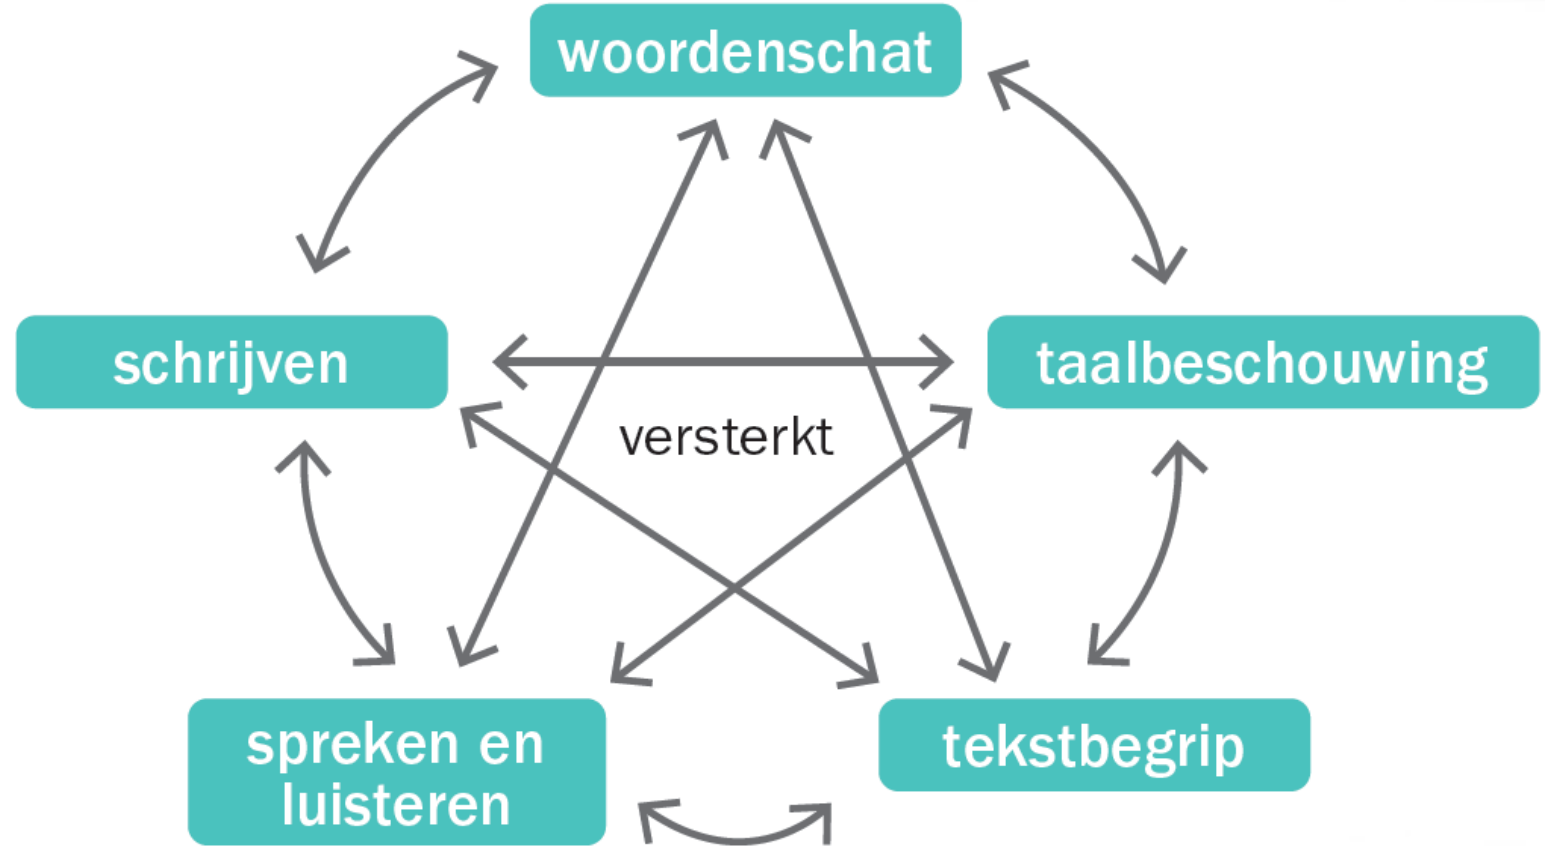 woordenschat
schrijven
taalbeschouwing
versterkt
spreken en
luisteren
tekstbegrip